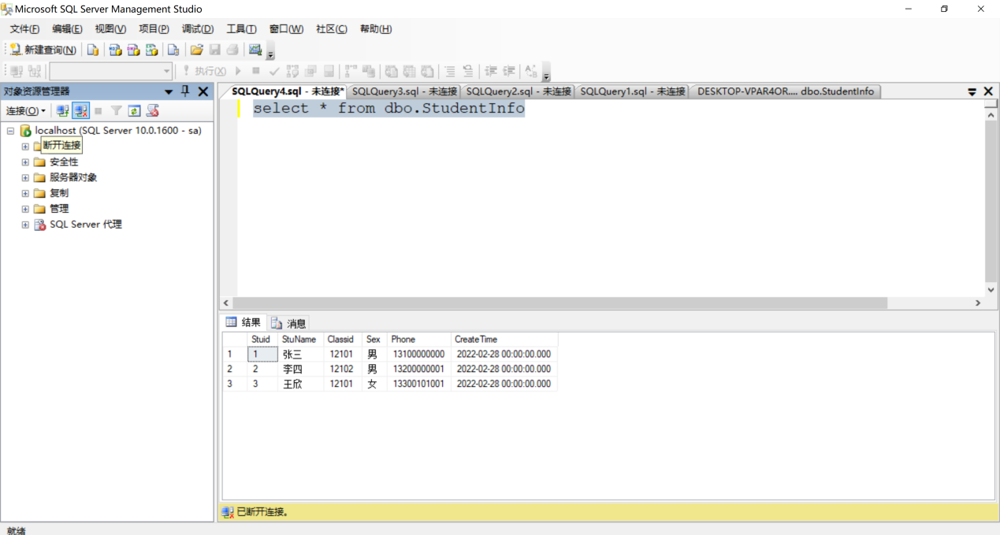 Microsoft SQL Server Management Studio
文件(F) 编辑(E) 视图(V) 项目(P) 调试(D) 工具(T) 窗口(W) 社区(C) 帮助(H)
新建查询(N)
执行(X)
对象资源管理器
连接(O)
localhost (SQL Server 10.0.1600 - sa)
断开连接
安全性
服务器对象
复制
管理
SQL Server 代理
SQLQuery4.sql - 未连接* SQLQuery3.sql - 未连接 SQLQuery2.sql - 未连接 SQLQuery1.sql - 未连接 DESKTOP-VPAR4OR.... dbo.StudentInfo
select * from dbo.StudentInfo
结果 消息
Stuid StuName Classid Sex Phone CreateTime
1 1 张三 12101 男 13100000000 2022-02-28 00:00:00.000
2 2 李四 12102 男 13200000001 2022-02-28 00:00:00.000
3 3 王欣 12101 女 13300101001 2022-02-28 00:00:00.000
已断开连接。
就绪